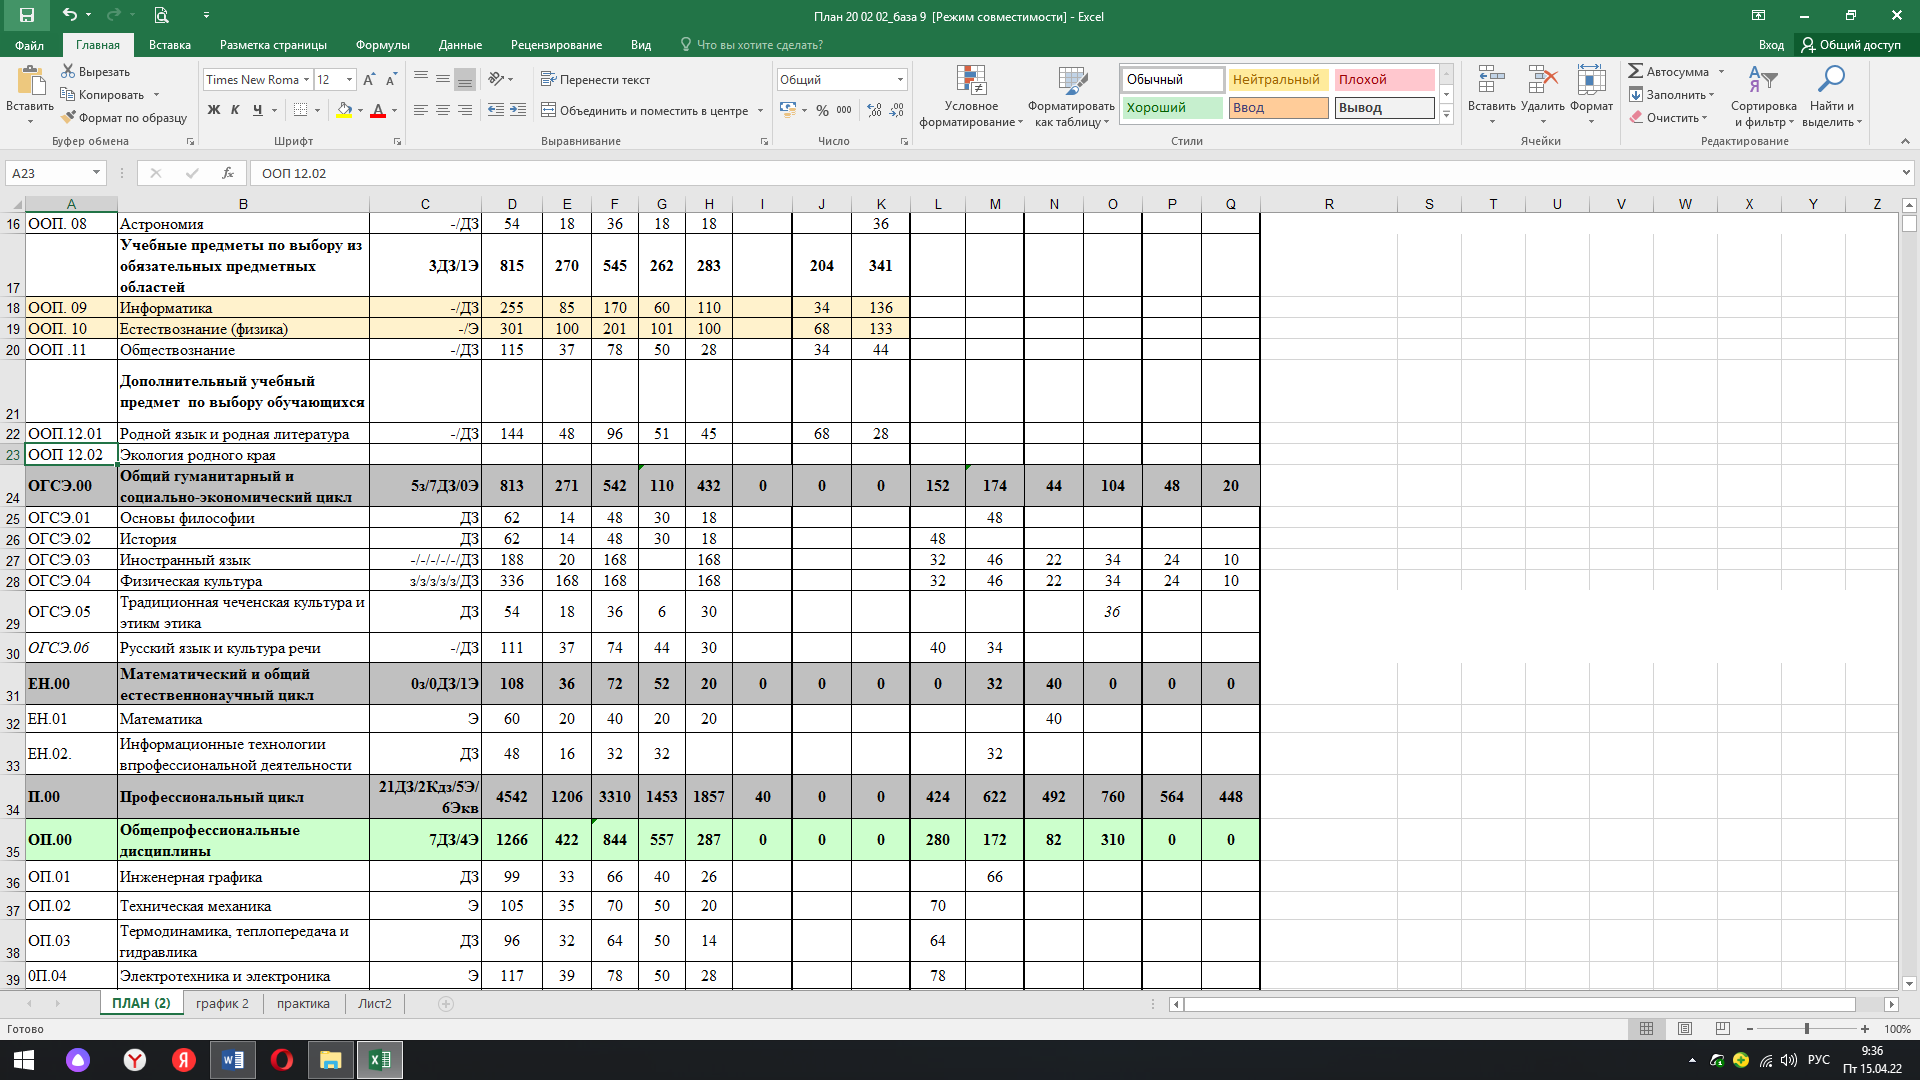 План 20 02 02_база 9 [Режим совместимости] - Excel
Файл Главная Вставка Разметка страницы Формулы Данные Рецензирование Вид Что вы хотите сделать? Вход Общий доступ
Вставить
Вырезать
Копировать
Формат по образцу
Буфер обмена
Times New Roma 12
Ж К Ч
Шрифт
Перенести текст
Объединить и поместить в центре
Выравнивание
Общий
% 000
Число
Условное форматирование
Форматировать как таблицу
Обычный Нейтральный Плохой
Хороший Ввод Вывод
Стили
Вставить Удалить Формат
Ячейки
Автосумма
Заполнить
Очистить
Сортировка и фильтр
Найти и выделить
Редактирование
A23 fx ООП 12.02
A B C D E F G H I J K L M N O P Q R S T U V W X Y Z
16 ООП. 08 Астрономия -/ДЗ 54 18 36 18 18 36
17 Учебные предметы по выбору из
обязательных предметных
областей 3ДЗ/1Э 815 270 545 262 283 204 341
18 ООП. 09 Информатика -/ДЗ 255 85 170 60 110 34 136
19 ООП. 10 Естествознание (физика) -/Э 301 100 201 101 100 68 133
20 ООП .11 Обществознание -/ДЗ 115 37 78 50 28 34 44
21 Дополнительный учебный
предмет по выбору обучающихся
22 ООП.12.01 Родной язык и родная литература -/ДЗ 144 48 96 51 45 68 28
23 ООП 12.02 Экология родного края
24 ОГСЭ.00 Общий гуманитарный и
социально-экономический цикл 5з/7ДЗ/0Э 813 271 542 110 432 0 0 0 152 174 44 104 48 20
25 ОГСЭ.01 Основы философии ДЗ 62 14 48 30 18 48
26 ОГСЭ.02 История ДЗ 62 14 48 30 18 48
27 ОГСЭ.03 Иностранный язык -/-/-/-/-/ДЗ 188 20 168 168 32 46 22 34 24 10
28 ОГСЭ.04 Физическая культура з/з/з/з/з/ДЗ 336 168 168 168 32 46 22 34 24 10
29 ОГСЭ.05 Традиционная чеченская культура и
этикм этика ДЗ 54 18 36 6 30 36
30 ОГСЭ.06 Русский язык и культура речи -/ДЗ 111 37 74 44 30 40 34
31 ЕН.00 Математический и общий
естественнонаучный цикл 0з/0ДЗ/1Э 108 36 72 52 20 0 0 0 0 32 40 0 0 0
32 ЕН.01 Математика Э 60 20 40 20 20 40
33 ЕН.02. Информационные технологии
впрофессиональной деятельности ДЗ 48 16 32 32 32
34 П.00 Профессиональный цикл 21ДЗ/2Кдз/5Э/
6Экв 4542 1206 3310 1453 1857 40 0 0 424 622 492 760 564 448
35 ОП.00 Общепрофессиональные
дисциплины 7ДЗ/4Э 1266 422 844 557 287 0 0 0 280 172 82 310 0 0
36 ОП.01 Инженерная графика ДЗ 99 33 66 40 26 66
37 ОП.02 Техническая механика Э 105 35 70 50 20 70
38 ОП.03 Термодинамика, теплопередача и
гидравлика ДЗ 96 32 64 50 14 64
39 0П.04 Электротехника и электроника Э 117 39 78 50 28 78
ПЛАН (2) график 2 практика Лист2
Готово 100%
РУС 9:36
Пт 15.04.22